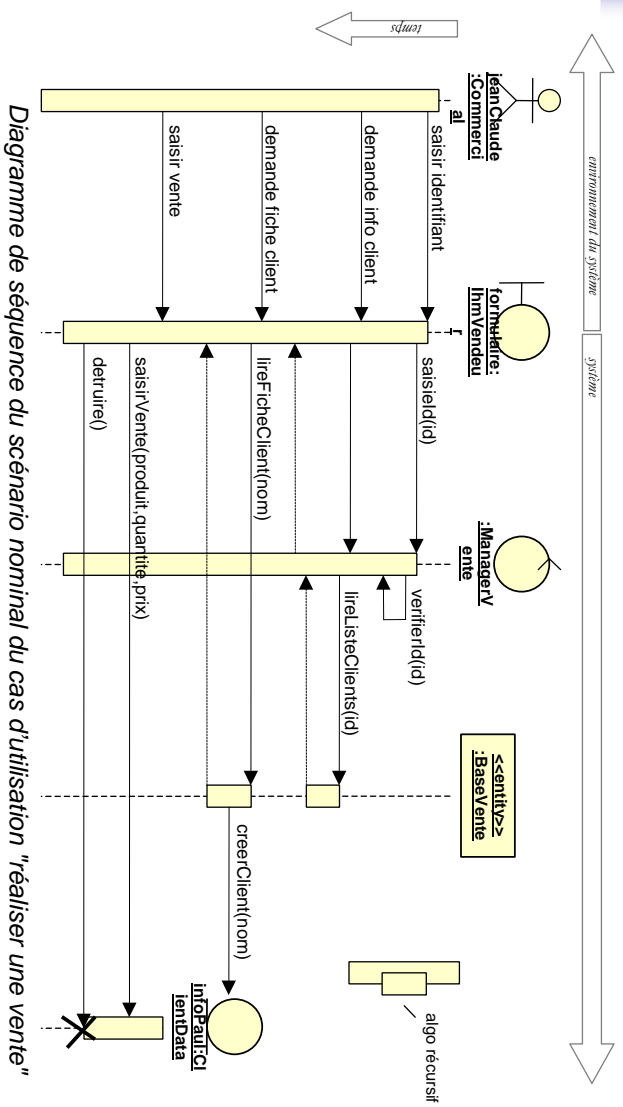 environnement du système
système
temps
jeanClaude
:Commerci
al
formulaire:
IhmVendeu
r
:ManagerV
ente
<<entity>>
:BaseVente
algo récursif
saisir identifiant
saisieId(id)
verifierId(id)
demande info client
lireListeClients(id)
demande fiche client
lireFicheClient(nom)
creerClient(nom)
infoPaul:Cl
ientData
saisir vente
saisirVente(produit,quantite,prix)
detruire()
Diagramme de séquence du scénario nominal du cas d'utilisation "réaliser une vente"